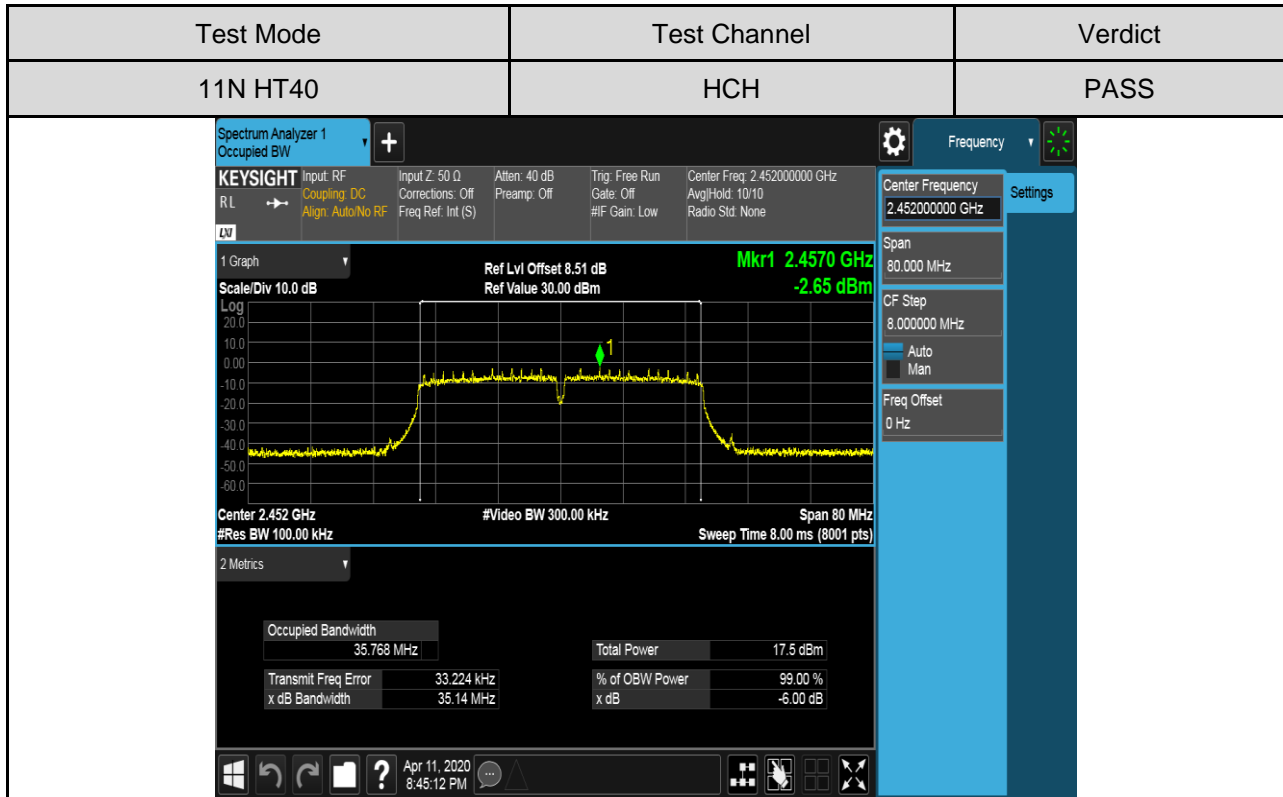 Test Mode Test Channel Verdict
11N HT40 HCH PASS
Spectrum Analyzer 1
Occupied BW
+
Frequency
KEYSIGHT
RL
LXI
Input: RF
Coupling: DC
Align: Auto/No RF
Input Z: 50 Ω
Corrections: Off
Freq Ref: Int (S)
Atten: 40 dB
Preamp: Off
Trig: Free Run
Gate: Off
#IF Gain: Low
Center Freq: 2.452000000 GHz
Avg|Hold: 10/10
Radio Std: None
Center Frequency
2.452000000 GHz
Settings
Span
80.000 MHz
CF Step
8.000000 MHz
Auto
Man
Freq Offset
0 Hz
1 Graph
Scale/Div 10.0 dB
Ref Lvl Offset 8.51 dB
Ref Value 30.00 dBm
Mkr1 2.4570 GHz
-2.65 dBm
Log
20.0
10.0
0.00
-10.0
-20.0
-30.0
-40.0
-50.0
-60.0
1
Center 2.452 GHz
#Res BW 100.00 kHz
#Video BW 300.00 kHz
Span 80 MHz
Sweep Time 8.00 ms (8001 pts)
2 Metrics
Occupied Bandwidth
35.768 MHz
Total Power 17.5 dBm
Transmit Freq Error 33.224 kHz
% of OBW Power 99.00 %
x dB Bandwidth 35.14 MHz
x dB -6.00 dB
?
Apr 11, 2020
8:45:12 PM